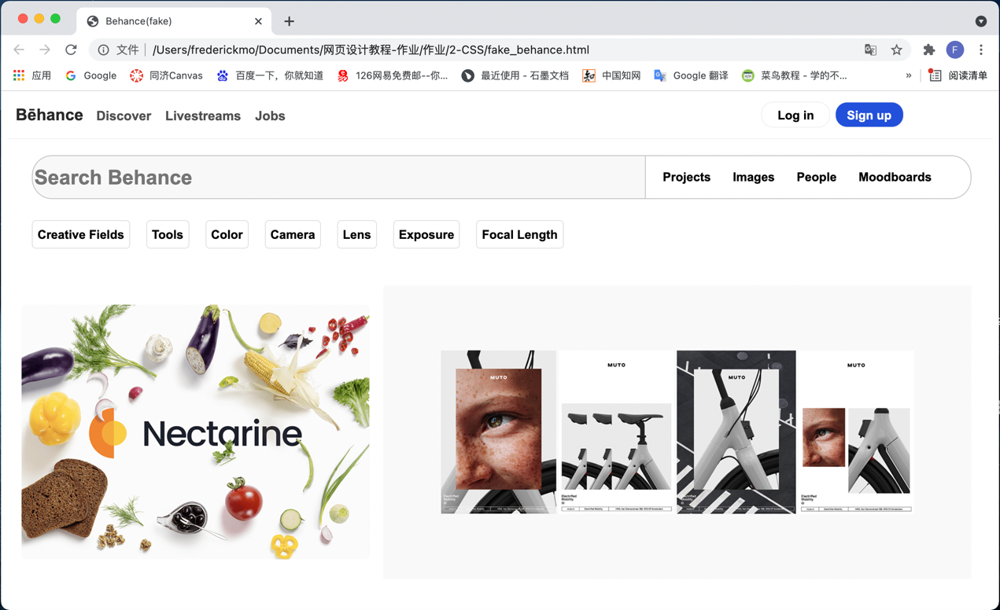 Behance(fake)
文件 | /Users/frederickmo/Documents/网页设计教程-作业/作业/2-CSS/fake_behance.html
F
应用 Google 同济Canvas 百度一下，你就知道 126网易免费邮--你... 最近使用 - 石墨文档 中国知网 Google 翻译 菜鸟教程 - 学的不... » 阅读清单
Bēhance Discover Livestreams Jobs Log in Sign up
Search Behance Projects Images People Moodboards
Creative Fields Tools Color Camera Lens Exposure Focal Length
Nectarine
MUTO MUTO MUTO MUTO
Electrified
Mobility
Electrified
Mobility
Electrified
Mobility
Electrified
Mobility